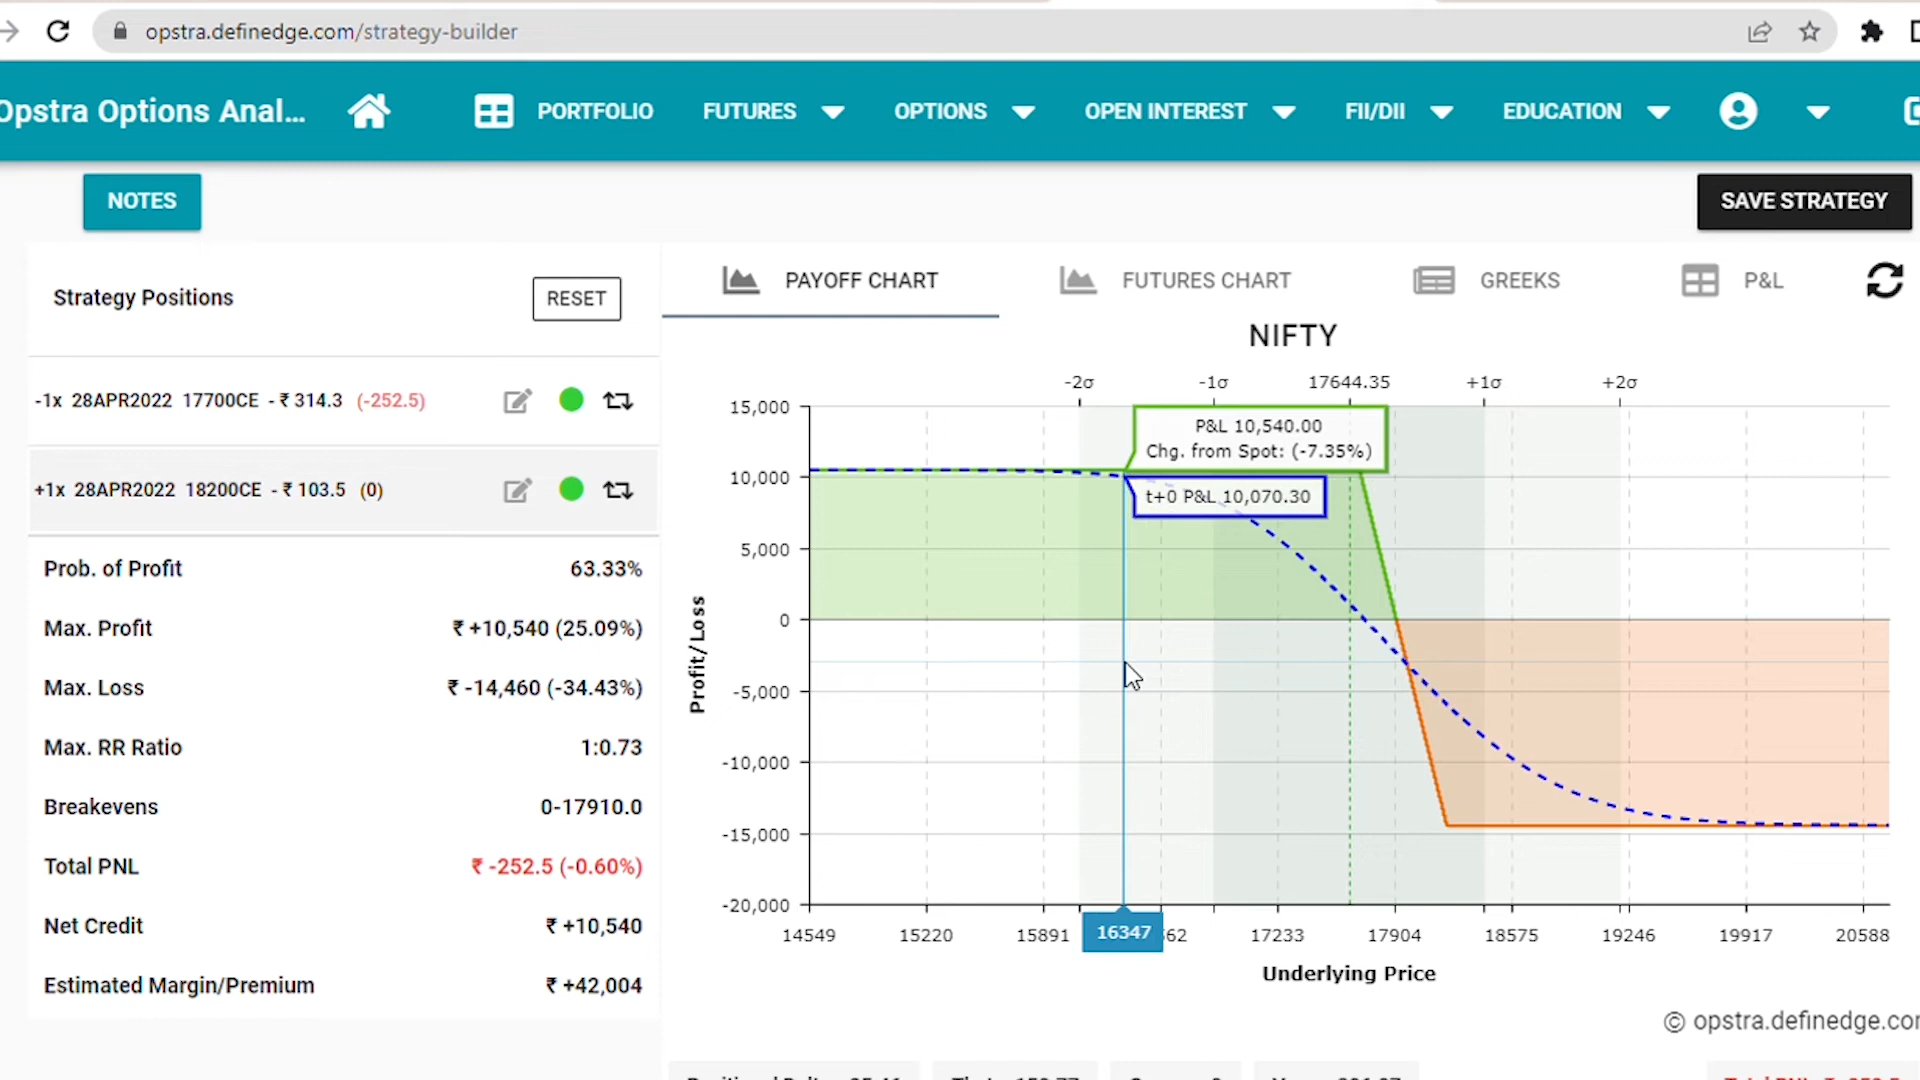 opstra.definedge.com/strategy-builder
Opstra Options Anal...
PORTFOLIO
FUTURES
OPTIONS
OPEN INTEREST
FII/DII
EDUCATION
NOTES
SAVE STRATEGY
Strategy Positions
RESET
-1x 28APR2022 17700CE - ₹ 314.3 (-252.5)
+1x 28APR2022 18200CE - ₹ 103.5 (0)
Prob. of Profit 63.33%
Max. Profit ₹ +10,540 (25.09%)
Max. Loss ₹ -14,460 (-34.43%)
Max. RR Ratio 1:0.73
Breakevens 0-17910.0
Total PNL ₹ -252.5 (-0.60%)
Net Credit ₹ +10,540
Estimated Margin/Premium ₹ +42,004
PAYOFF CHART
FUTURES CHART
GREEKS
P&L
NIFTY
-2σ -1σ 17644.35 +1σ +2σ
15,000
10,000
5,000
0
-5,000
-10,000
-15,000
-20,000
Profit/Loss
P&L 10,540.00
Chg. from Spot: (-7.35%)
t+0 P&L 10,070.30
14549 15220 15891 16347 17233 17904 18575 19246 19917 20588
Underlying Price
© opstra.definedge.com